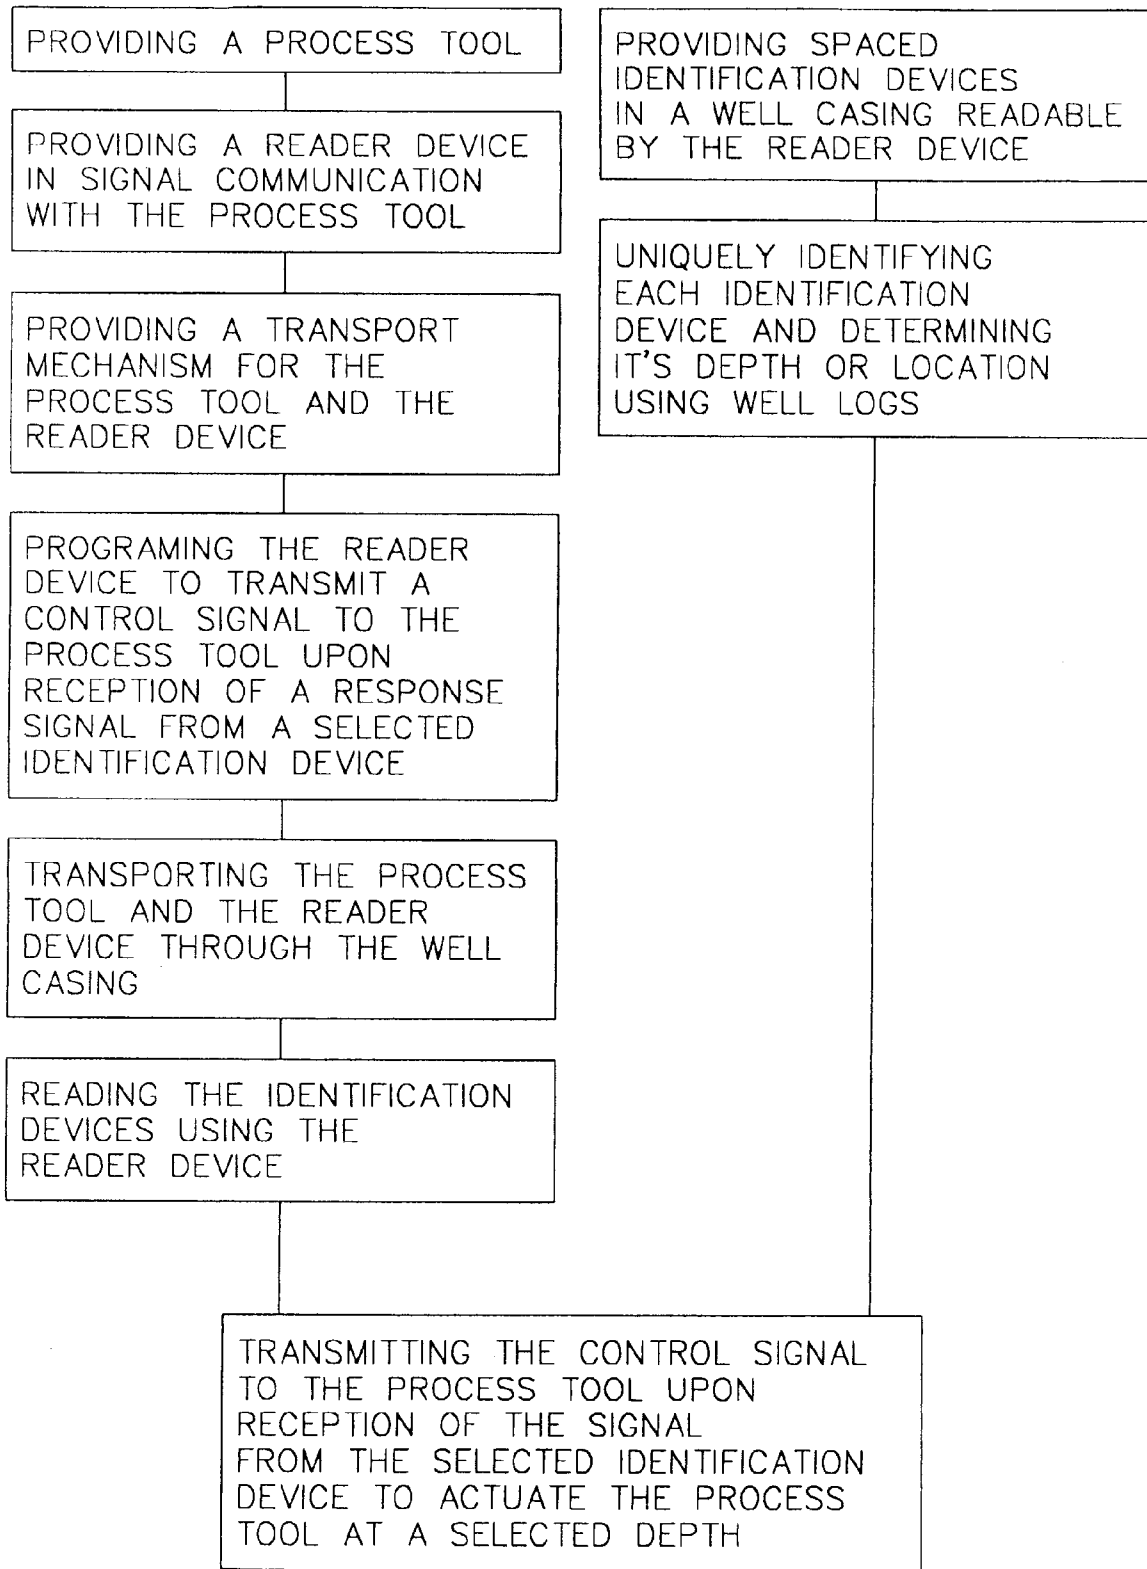 PROVIDING A PROCESS TOOL
PROVIDING A READER DEVICE
IN SIGNAL COMMUNICATION
WITH THE PROCESS TOOL
PROVIDING A TRANSPORT
MECHANISM FOR THE
PROCESS TOOL AND THE
READER DEVICE
PROGRAMING THE READER
DEVICE TO TRANSMIT A
CONTROL SIGNAL TO THE
PROCESS TOOL UPON
RECEPTION OF A RESPONSE
SIGNAL FROM A SELECTED
IDENTIFICATION DEVICE
TRANSPORTING THE PROCESS
TOOL AND THE READER
DEVICE THROUGH THE WELL
CASING
READING THE IDENTIFICATION
DEVICES USING THE
READER DEVICE
PROVIDING SPACED
IDENTIFICATION DEVICES
IN A WELL CASING READABLE
BY THE READER DEVICE
UNIQUELY IDENTIFYING
EACH IDENTIFICATION
DEVICE AND DETERMINING
IT'S DEPTH OR LOCATION
USING WELL LOGS
TRANSMITTING THE CONTROL SIGNAL
TO THE PROCESS TOOL UPON
RECEPTION OF THE SIGNAL
FROM THE SELECTED IDENTIFICATION
DEVICE TO ACTUATE THE PROCESS
TOOL AT A SELECTED DEPTH